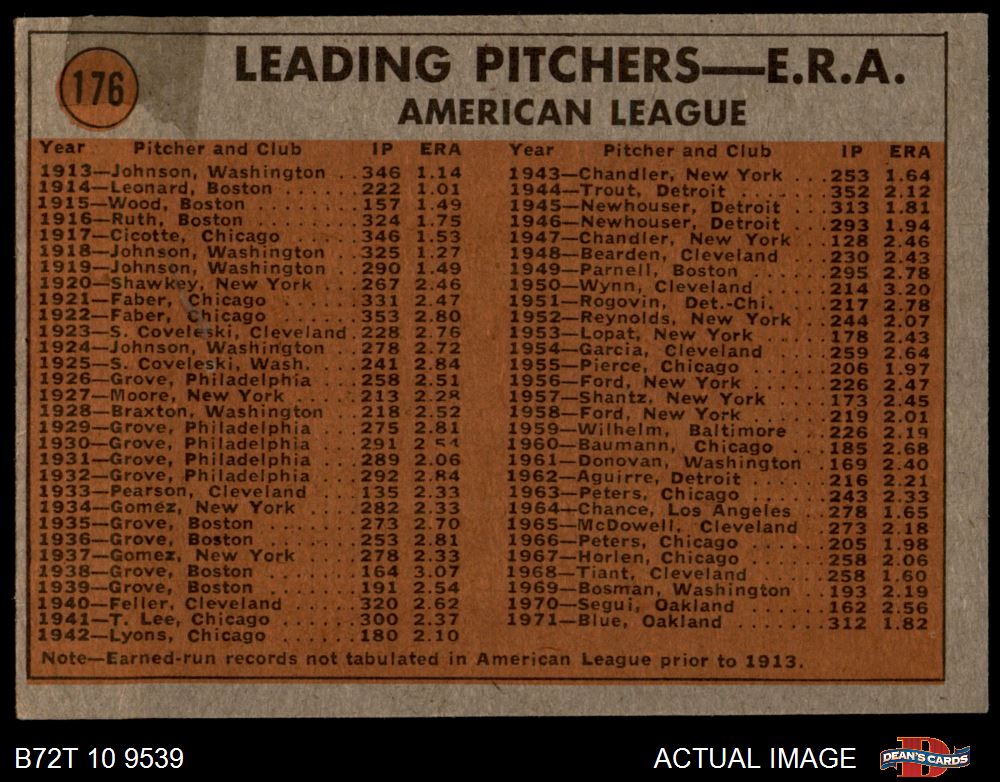 176
LEADING PITCHERS—E.R.A.
AMERICAN LEAGUE
Year Pitcher and Club IP ERA
1913—Johnson, Washington . . 346 1.14
1914—Leonard, Boston . . . . . . 222 1.01
1915—Wood, Boston . . . . . . . . 157 1.49
1916—Ruth, Boston . . . . . . . . 324 1.75
1917—Cicotte, Chicago . . . . . 346 1.53
1918—Johnson, Washington . . 325 1.27
1919—Johnson, Washington . . 290 1.49
1920—Shawkey, New York . . . 267 2.46
1921—Faber, Chicago . . . . . . 331 2.47
1922—Faber, Chicago . . . . . . 353 2.80
1923—S. Coveleski, Cleveland 228 2.76
1924—Johnson, Washington . . 278 2.72
1925—S. Coveleski, Wash. . . . 241 2.84
1926—Grove, Philadelphia . . . 258 2.51
1927—Moore, New York . . . . . 213 2.28
1928—Braxton, Washington . . 218 2.52
1929—Grove, Philadelphia . . . 275 2.81
1930—Grove, Philadelphia . . . 291 2.54
1931—Grove, Philadelphia . . . 289 2.06
1932—Grove, Philadelphia . . . 292 2.84
1933—Pearson, Cleveland . . . 135 2.33
1934—Gomez, New York . . . . 282 2.33
1935—Grove, Boston . . . . . . . 273 2.70
1936—Grove, Boston . . . . . . . 253 2.81
1937—Gomez, New York . . . . 278 2.33
1938—Grove, Boston . . . . . . . 164 3.07
1939—Grove, Boston . . . . . . . 191 2.54
1940—Feller, Cleveland . . . . . 320 2.62
1941—T. Lee, Chicago . . . . . . 300 2.37
1942—Lyons, Chicago . . . . . . 180 2.10
Year Pitcher and Club IP ERA
1943—Chandler, New York . . . 253 1.64
1944—Trout, Detroit . . . . . . . 352 2.12
1945—Newhouser, Detroit . . . 313 1.81
1946—Newhouser, Detroit . . . 293 1.94
1947—Chandler, New York . . . 128 2.46
1948—Bearden, Cleveland . . . 230 2.43
1949—Parnell, Boston . . . . . . 295 2.78
1950—Wynn, Cleveland . . . . . 214 3.20
1951—Rogovin, Det.-Chi. . . . . 217 2.78
1952—Reynolds, New York . . . 244 2.07
1953—Lopat, New York . . . . . 178 2.43
1954—Garcia, Cleveland . . . . 259 2.64
1955—Pierce, Chicago . . . . . . 206 1.97
1956—Ford, New York . . . . . . 226 2.47
1957—Shantz, New York . . . . 173 2.45
1958—Ford, New York . . . . . . 219 2.01
1959—Wilhelm, Baltimore . . . 226 2.19
1960—Baumann, Chicago . . . . 185 2.68
1961—Donovan, Washington . 169 2.40
1962—Aguirre, Detroit . . . . . . 216 2.21
1963—Peters, Chicago . . . . . . 243 2.33
1964—Chance, Los Angeles . . 278 1.65
1965—McDowell, Cleveland . . 273 2.18
1966—Peters, Chicago . . . . . . 205 1.98
1967—Horlen, Chicago . . . . . . 258 2.06
1968—Tiant, Cleveland . . . . . 258 1.60
1969—Bosman, Washington . . 193 2.19
1970—Segui, Oakland . . . . . . 162 2.56
1971—Blue, Oakland . . . . . . . 312 1.82
Note—Earned-run records not tabulated in American League prior to 1913.
B72T 10 9539
ACTUAL IMAGE
DEAN'S CARDS